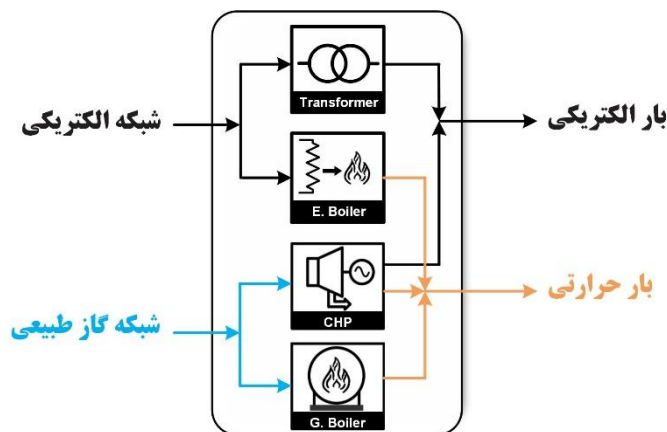 Transformer
شبکه الکتریکی
بار الکتریکی
E. Boiler
بار حرارتی
CHP
شبکه گاز طبیعی
G. Boiler